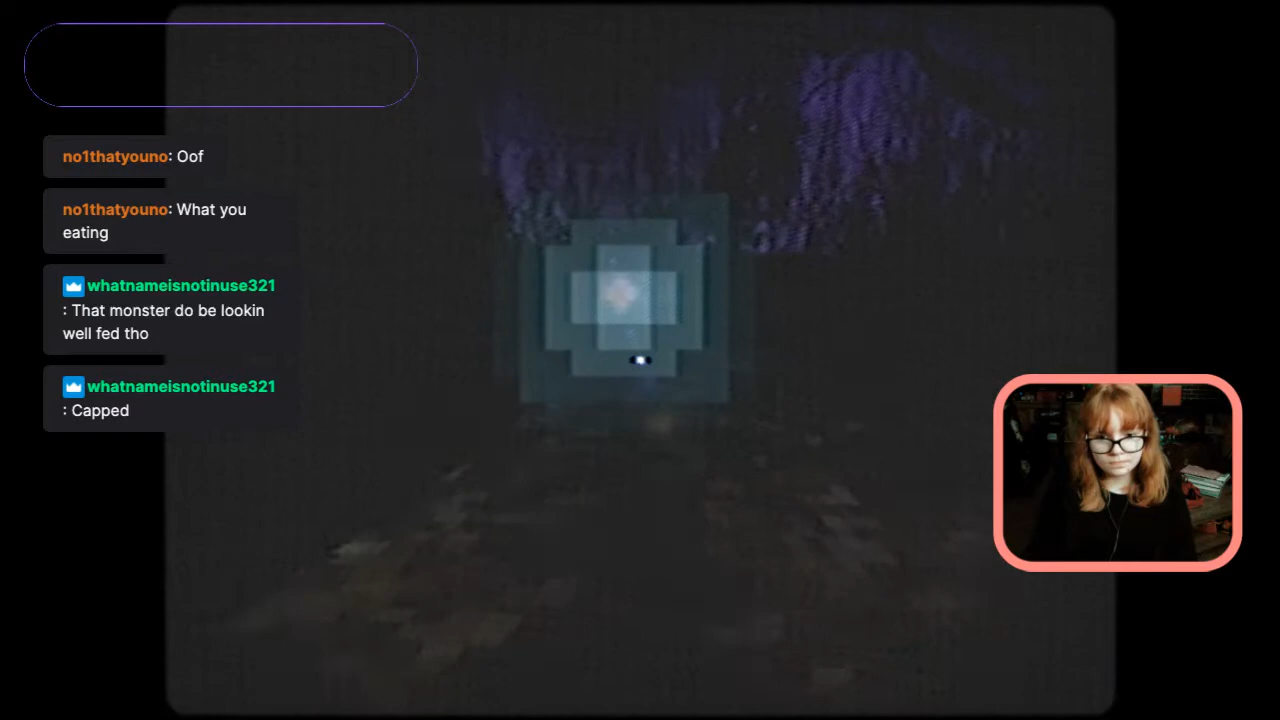 no1thatyouno: Oof
no1thatyouno: What you
eating
whatnameisnotinuse321
: That monster do be lookin
well fed tho
whatnameisnotinuse321
: Capped